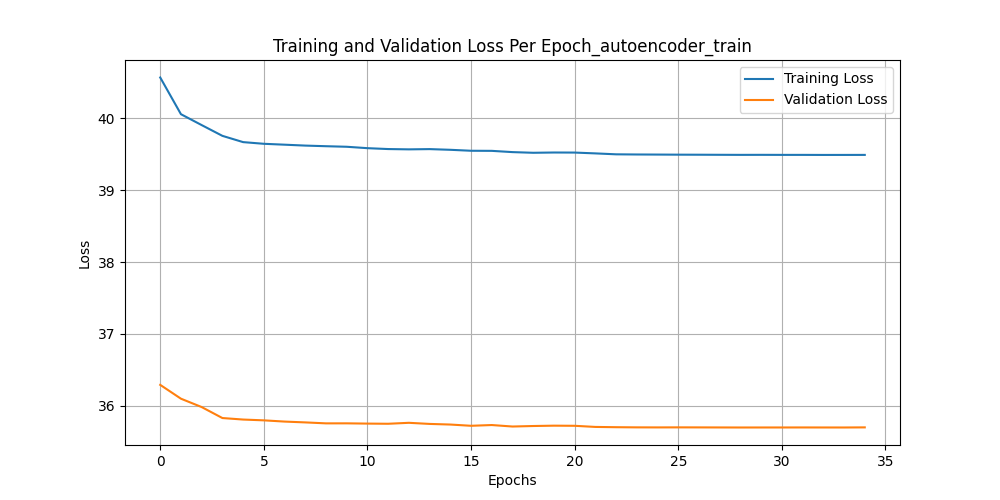 Training and Validation Loss Per Epoch_autoencoder_train
Training Loss
Validation Loss
Loss
40
39
38
37
36
0 5 10 15 20 25 30 35
Epochs